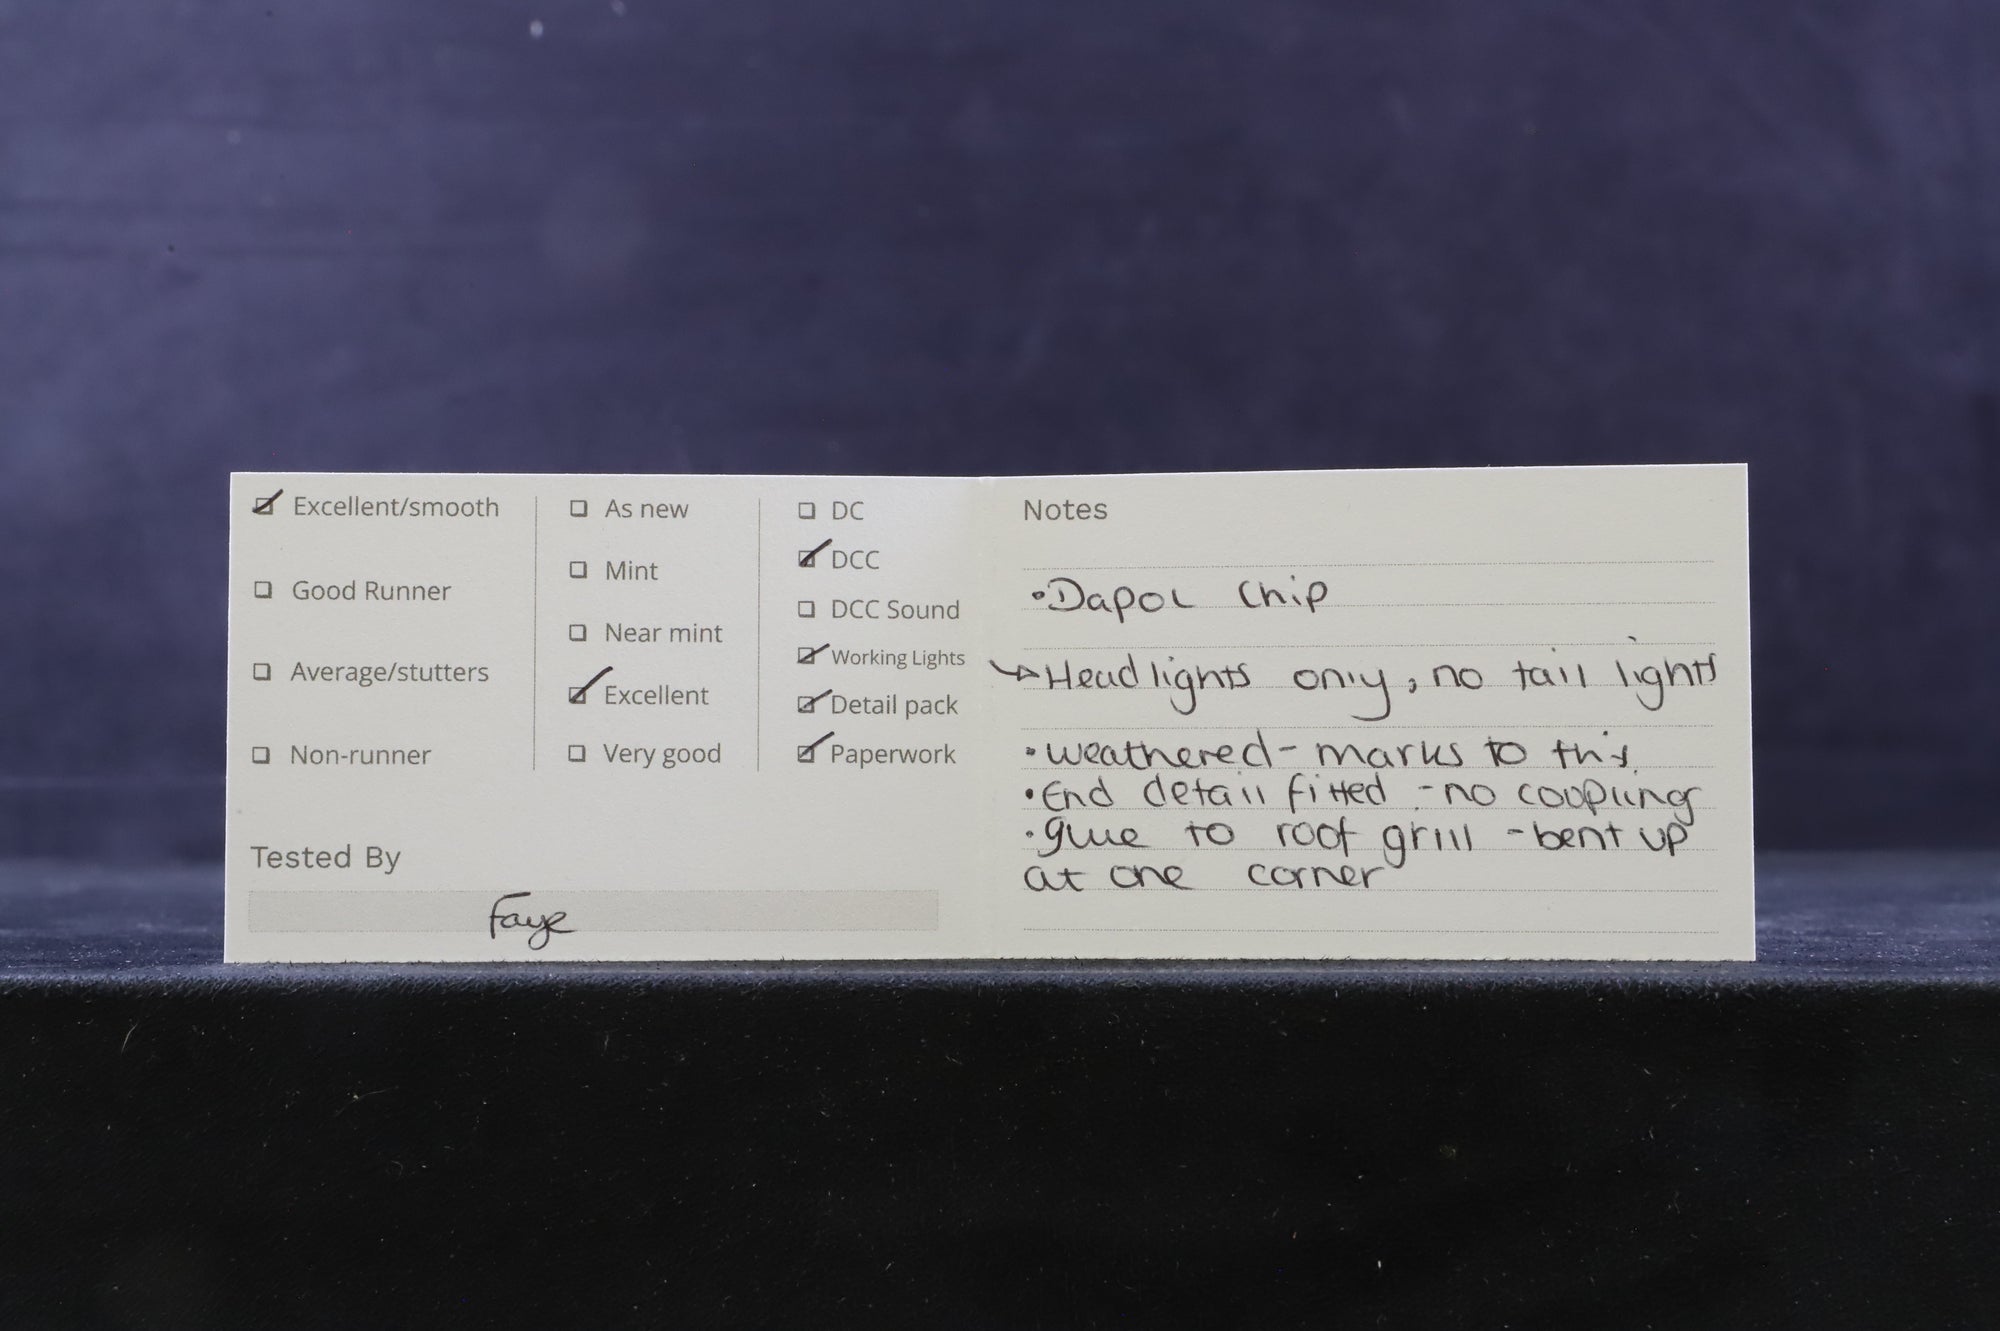 ☑ Excellent/smooth
☐ Good Runner
☐ Average/stutters
☐ Non-runner
☐ As new
☐ Mint
☐ Near mint
☑ Excellent
☐ Very good
☐ DC
☑ DCC
☐ DCC Sound
☑ Working Lights
☑ Detail pack
☑ Paperwork
Tested By
Faye
Notes
• Dapol Chip
↳ Headlights only, no tail lights
• Weathered - marks to this.
• End detail fitted - no coupling
• glue to roof grill - bent up
at one corner